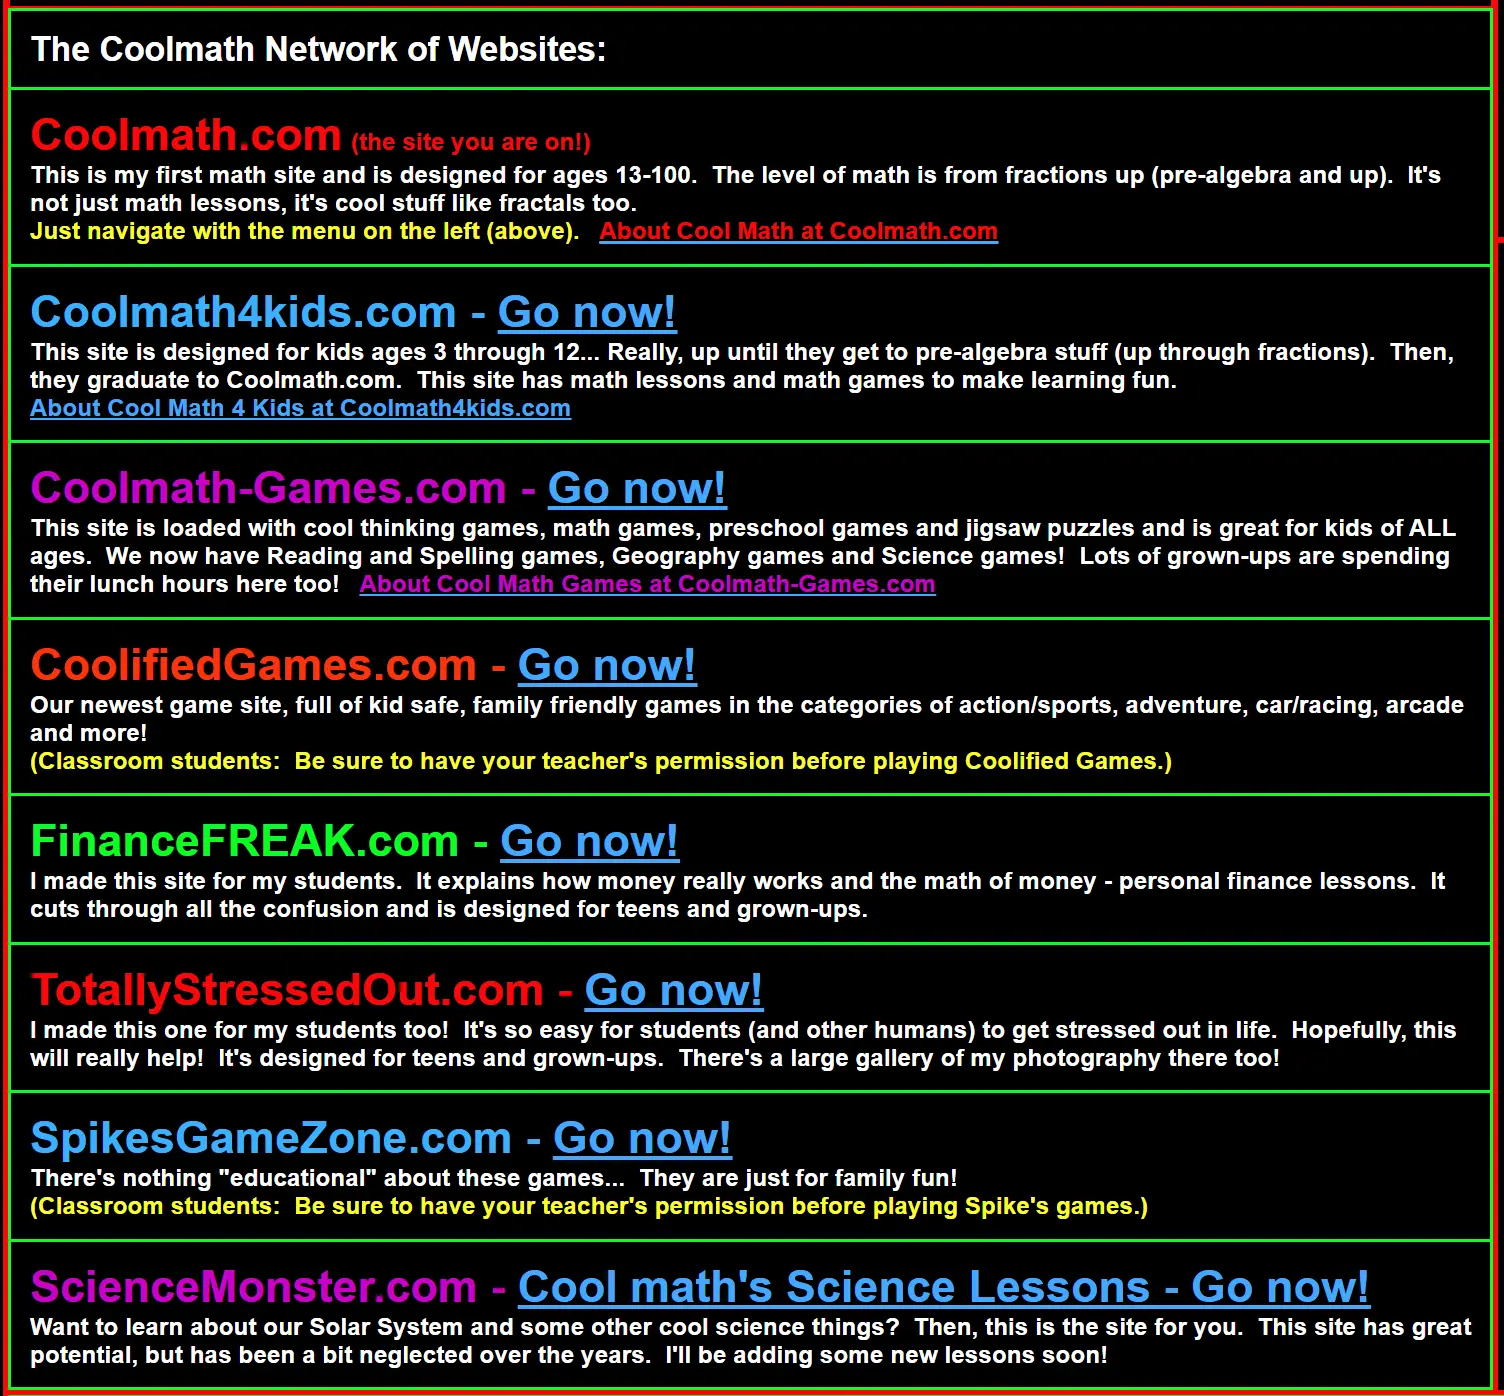 The Coolmath Network of Websites:
Coolmath.com (the site you are on!)
This is my first math site and is designed for ages 13-100.  The level of math is from fractions up (pre-algebra and up).  It's
not just math lessons, it's cool stuff like fractals too.
Just navigate with the menu on the left (above).   About Cool Math at Coolmath.com
Coolmath4kids.com - Go now!
This site is designed for kids ages 3 through 12... Really, up until they get to pre-algebra stuff (up through fractions).  Then,
they graduate to Coolmath.com.  This site has math lessons and math games to make learning fun.
About Cool Math 4 Kids at Coolmath4kids.com
Coolmath-Games.com - Go now!
This site is loaded with cool thinking games, math games, preschool games and jigsaw puzzles and is great for kids of ALL
ages.  We now have Reading and Spelling games, Geography games and Science games!  Lots of grown-ups are spending
their lunch hours here too!   About Cool Math Games at Coolmath-Games.com
CoolifiedGames.com - Go now!
Our newest game site, full of kid safe, family friendly games in the categories of action/sports, adventure, car/racing, arcade
and more!
(Classroom students:  Be sure to have your teacher's permission before playing Coolified Games.)
FinanceFREAK.com - Go now!
I made this site for my students.  It explains how money really works and the math of money - personal finance lessons.  It
cuts through all the confusion and is designed for teens and grown-ups.
TotallyStressedOut.com - Go now!
I made this one for my students too!  It's so easy for students (and other humans) to get stressed out in life.  Hopefully, this
will really help!  It's designed for teens and grown-ups.  There's a large gallery of my photography there too!
SpikesGameZone.com - Go now!
There's nothing "educational" about these games...  They are just for family fun!
(Classroom students:  Be sure to have your teacher's permission before playing Spike's games.)
ScienceMonster.com - Cool math's Science Lessons - Go now!
Want to learn about our Solar System and some other cool science things?  Then, this is the site for you.  This site has great
potential, but has been a bit neglected over the years.  I'll be adding some new lessons soon!